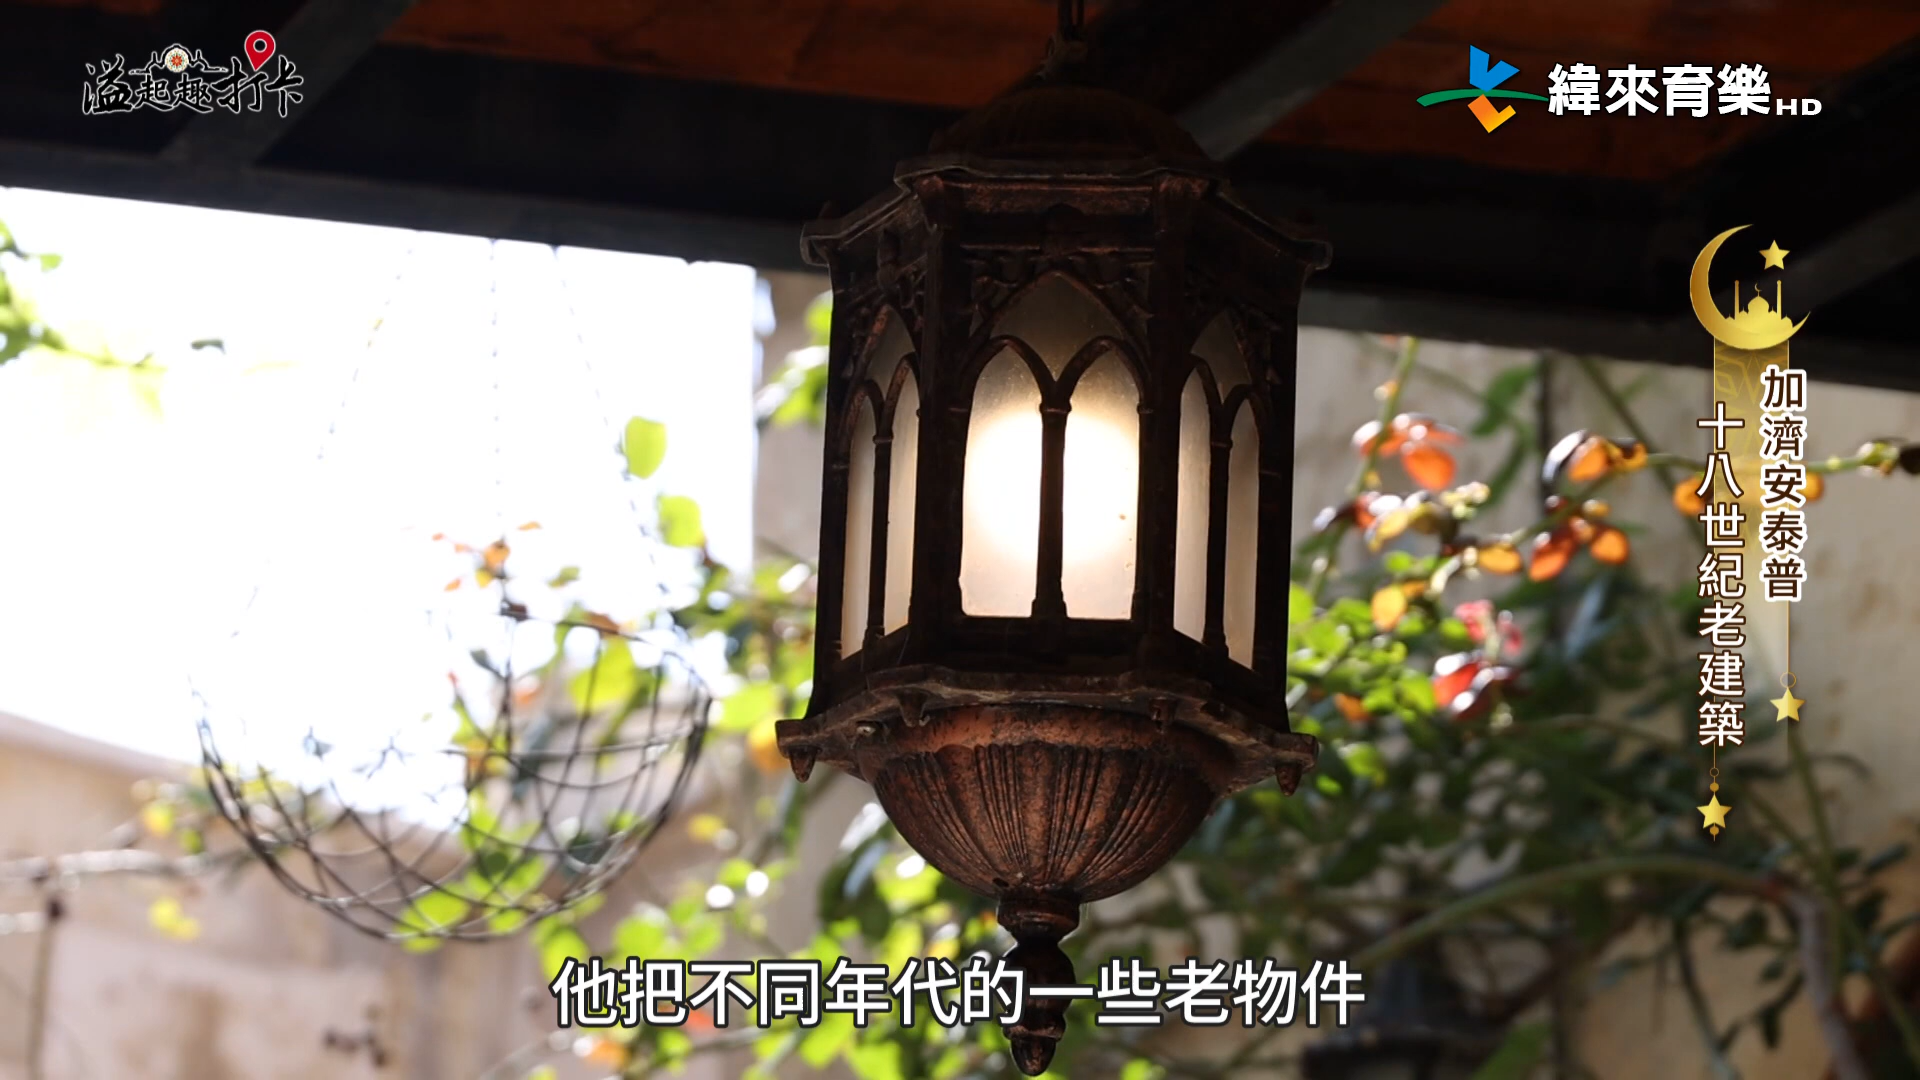 溢起趣打卡
緯來育樂HD
加濟安泰普
十八世紀老建築
他把不同年代的一些老物件